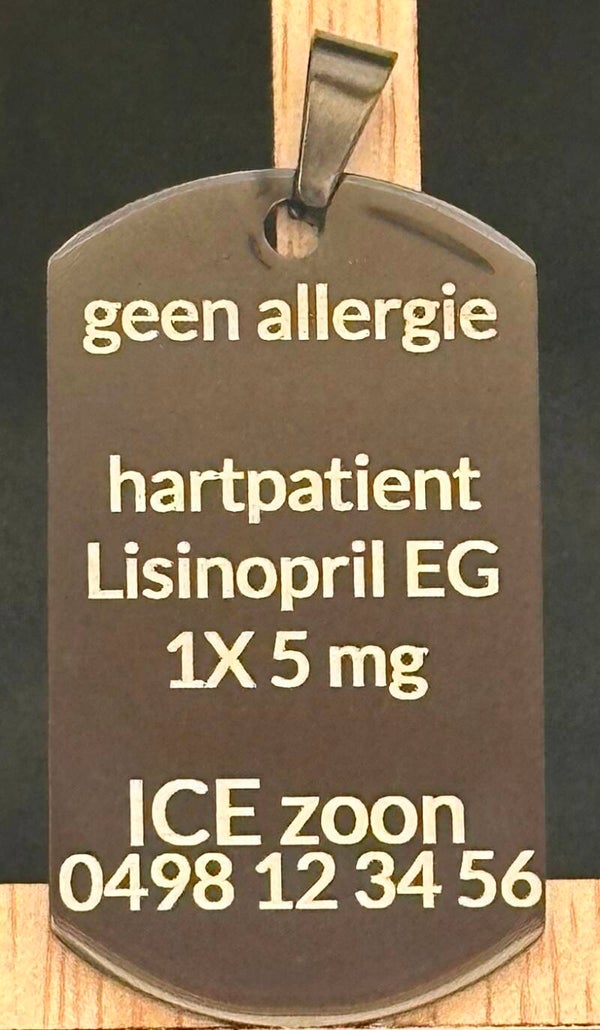 geen allergie
hartpatient
Lisinopril EG
1X 5 mg
ICE zoon
0498 12 34 56